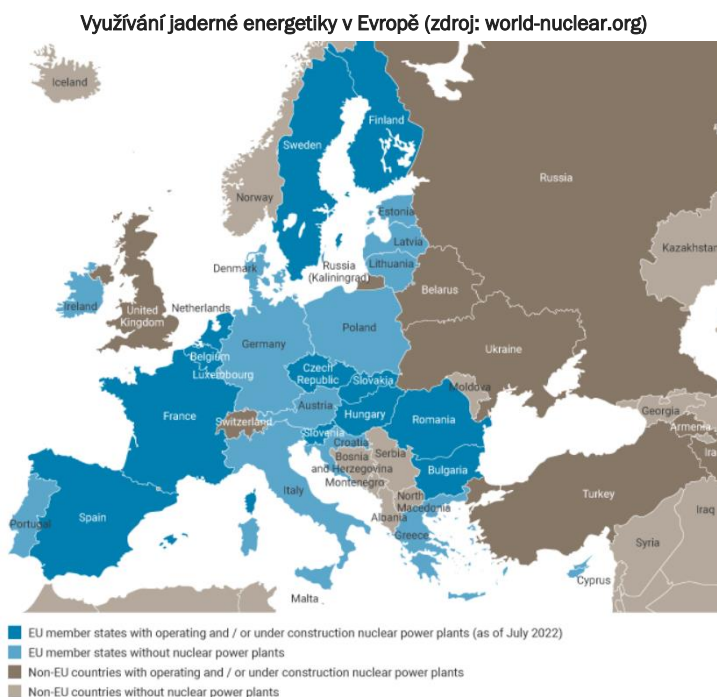 Využívání jaderné energetiky v Evropě (zdroj: world-nuclear.org)
Iceland
Finland
Sweden
Norway
Russia
Estonia
Latvia
Lithuania
Kazakhstan
Denmark
Russia
(Kaliningrad)
Belarus
Ireland
United
Kingdom
Netherlands
Germany
Poland
Belgium
Luxembourg
Ukraine
Czech
Republic
Slovakia
Moldova
France
Austria
Switzerland
Hungary
Romania
Slovenia
Croatia
Georgia
Armenia
Bosnia
and Herzegovina
Serbia
Bulgaria
Montenegro
Italy
Ira
North
Macedonia
Turkey
Portugal
Spain
Albania
Greece
Iraq
Syria
Cyprus
Malta
EU member states with operating and / or under construction nuclear power plants (as of July 2022)
EU member states without nuclear power plants
Non-EU countries with operating and / or under construction nuclear power plants
Non-EU countries without nuclear power plants